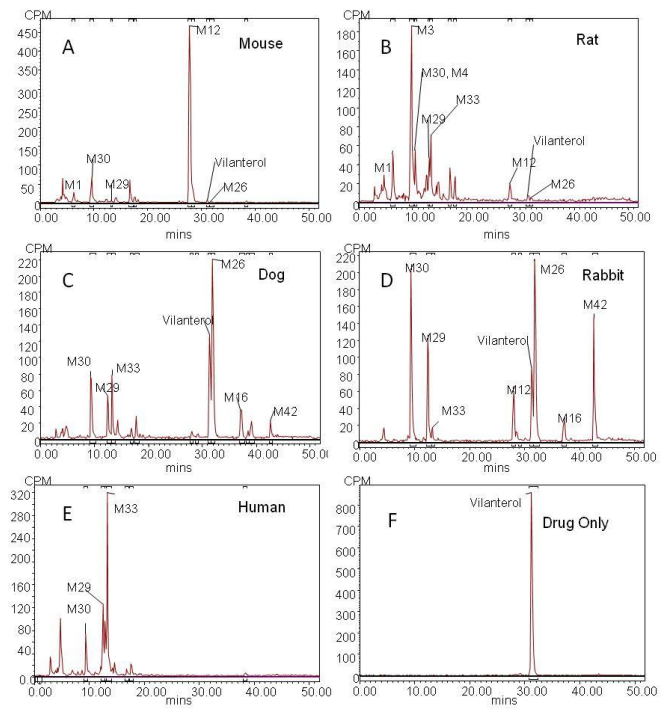 CPM
A
Mouse
M12
450
400
350
300
250
200
150
100
50
0
M30
M1
M29
Vilanterol
M26
0.00 10.00 20.00 30.00 40.00 50.00
mins
CPM
B
Rat
M3
180
160
140
120
100
80
60
40
20
0
M30, M4
M33
M29
M1
Vilanterol
M12
M26
0.00 10.00 20.00 30.00 40.00 50.00
mins
CPM
C
Dog
M26
220
200
180
160
140
120
100
80
60
40
20
0
Vilanterol
M30
M33
M29
M16
M42
0.00 10.00 20.00 30.00 40.00 50.00
mins
CPM
D
Rabbit
M30
M26
220
200
180
160
140
120
100
80
60
40
20
0
M42
M29
Vilanterol
M12
M33
M16
0.00 10.00 20.00 30.00 40.00 50.00
mins
CPM
E
Human
M33
320
280
240
200
160
120
80
40
0
M29
M30
0.00 10.00 20.00 30.00 40.00 50.00
mins
CPM
F
Drug Only
Vilanterol
800
700
600
500
400
300
200
100
0
0.00 10.00 20.00 30.00 40.00 50.00
mins